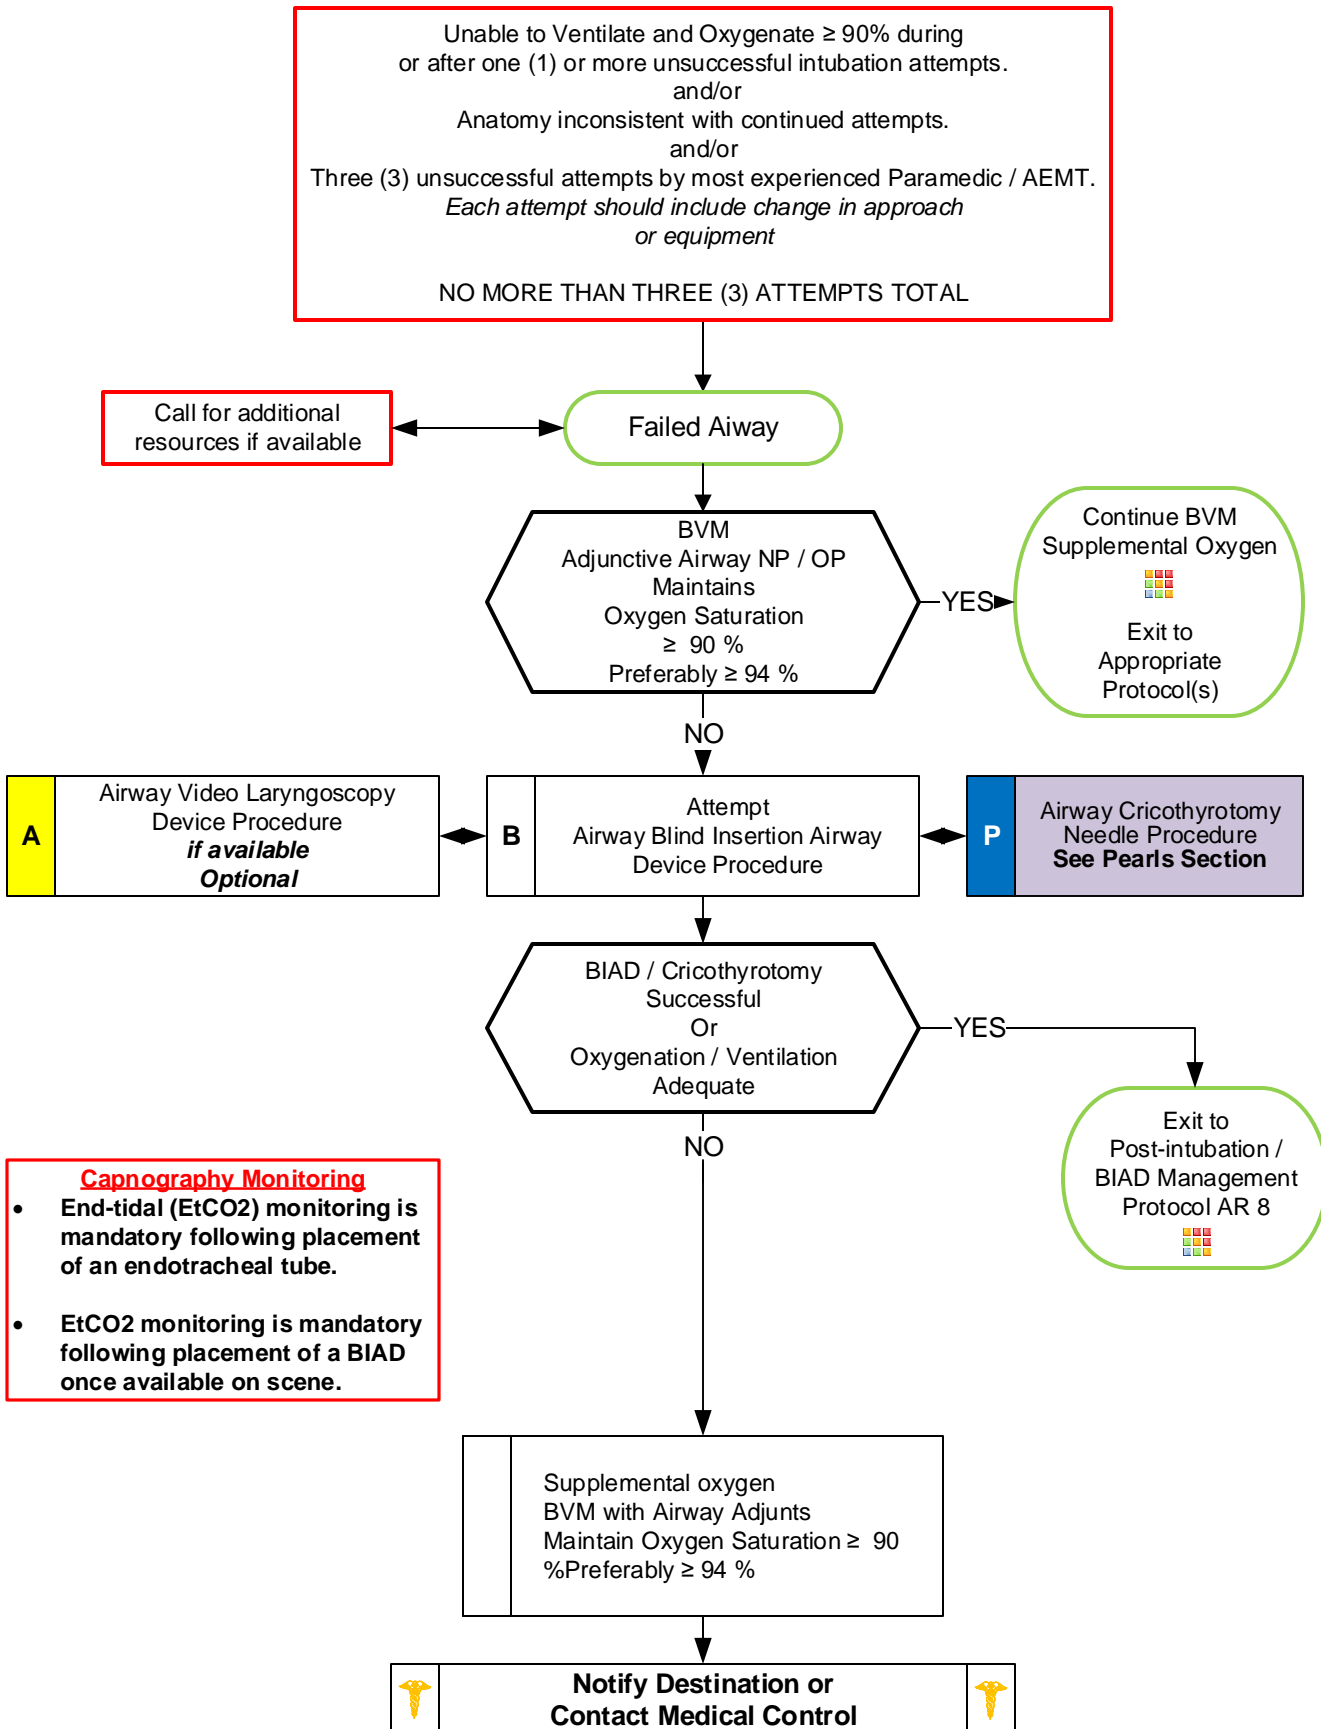 Unable to Ventilate and Oxygenate ≥ 90% during
or after one (1) or more unsuccessful intubation attempts.
and/or
Anatomy inconsistent with continued attempts.
and/or
Three (3) unsuccessful attempts by most experienced Paramedic / AEMT.
Each attempt should include change in approach
or equipment
NO MORE THAN THREE (3) ATTEMPTS TOTAL
Call for additional
resources if available
Failed Aiway
BVM
Adjunctive Airway NP / OP
Maintains
Oxygen Saturation
≥ 90 %
Preferably ≥ 94 %
YES
Continue BVM
Supplemental Oxygen
Exit to
Appropriate
Protocol(s)
NO
A
Airway Video Laryngoscopy
Device Procedure
if available
Optional
B
Attempt
Airway Blind Insertion Airway
Device Procedure
P
Airway Cricothyrotomy
Needle Procedure
See Pearls Section
BIAD / Cricothyrotomy
Successful
Or
Oxygenation / Ventilation
Adequate
YES
Exit to
Post-intubation /
BIAD Management
Protocol AR 8
NO
Capnography Monitoring
• End-tidal (EtCO2) monitoring is
mandatory following placement
of an endotracheal tube.
• EtCO2 monitoring is mandatory
following placement of a BIAD
once available on scene.
Supplemental oxygen
BVM with Airway Adjunts
Maintain Oxygen Saturation ≥ 90
%Preferably ≥ 94 %
Notify Destination or
Contact Medical Control